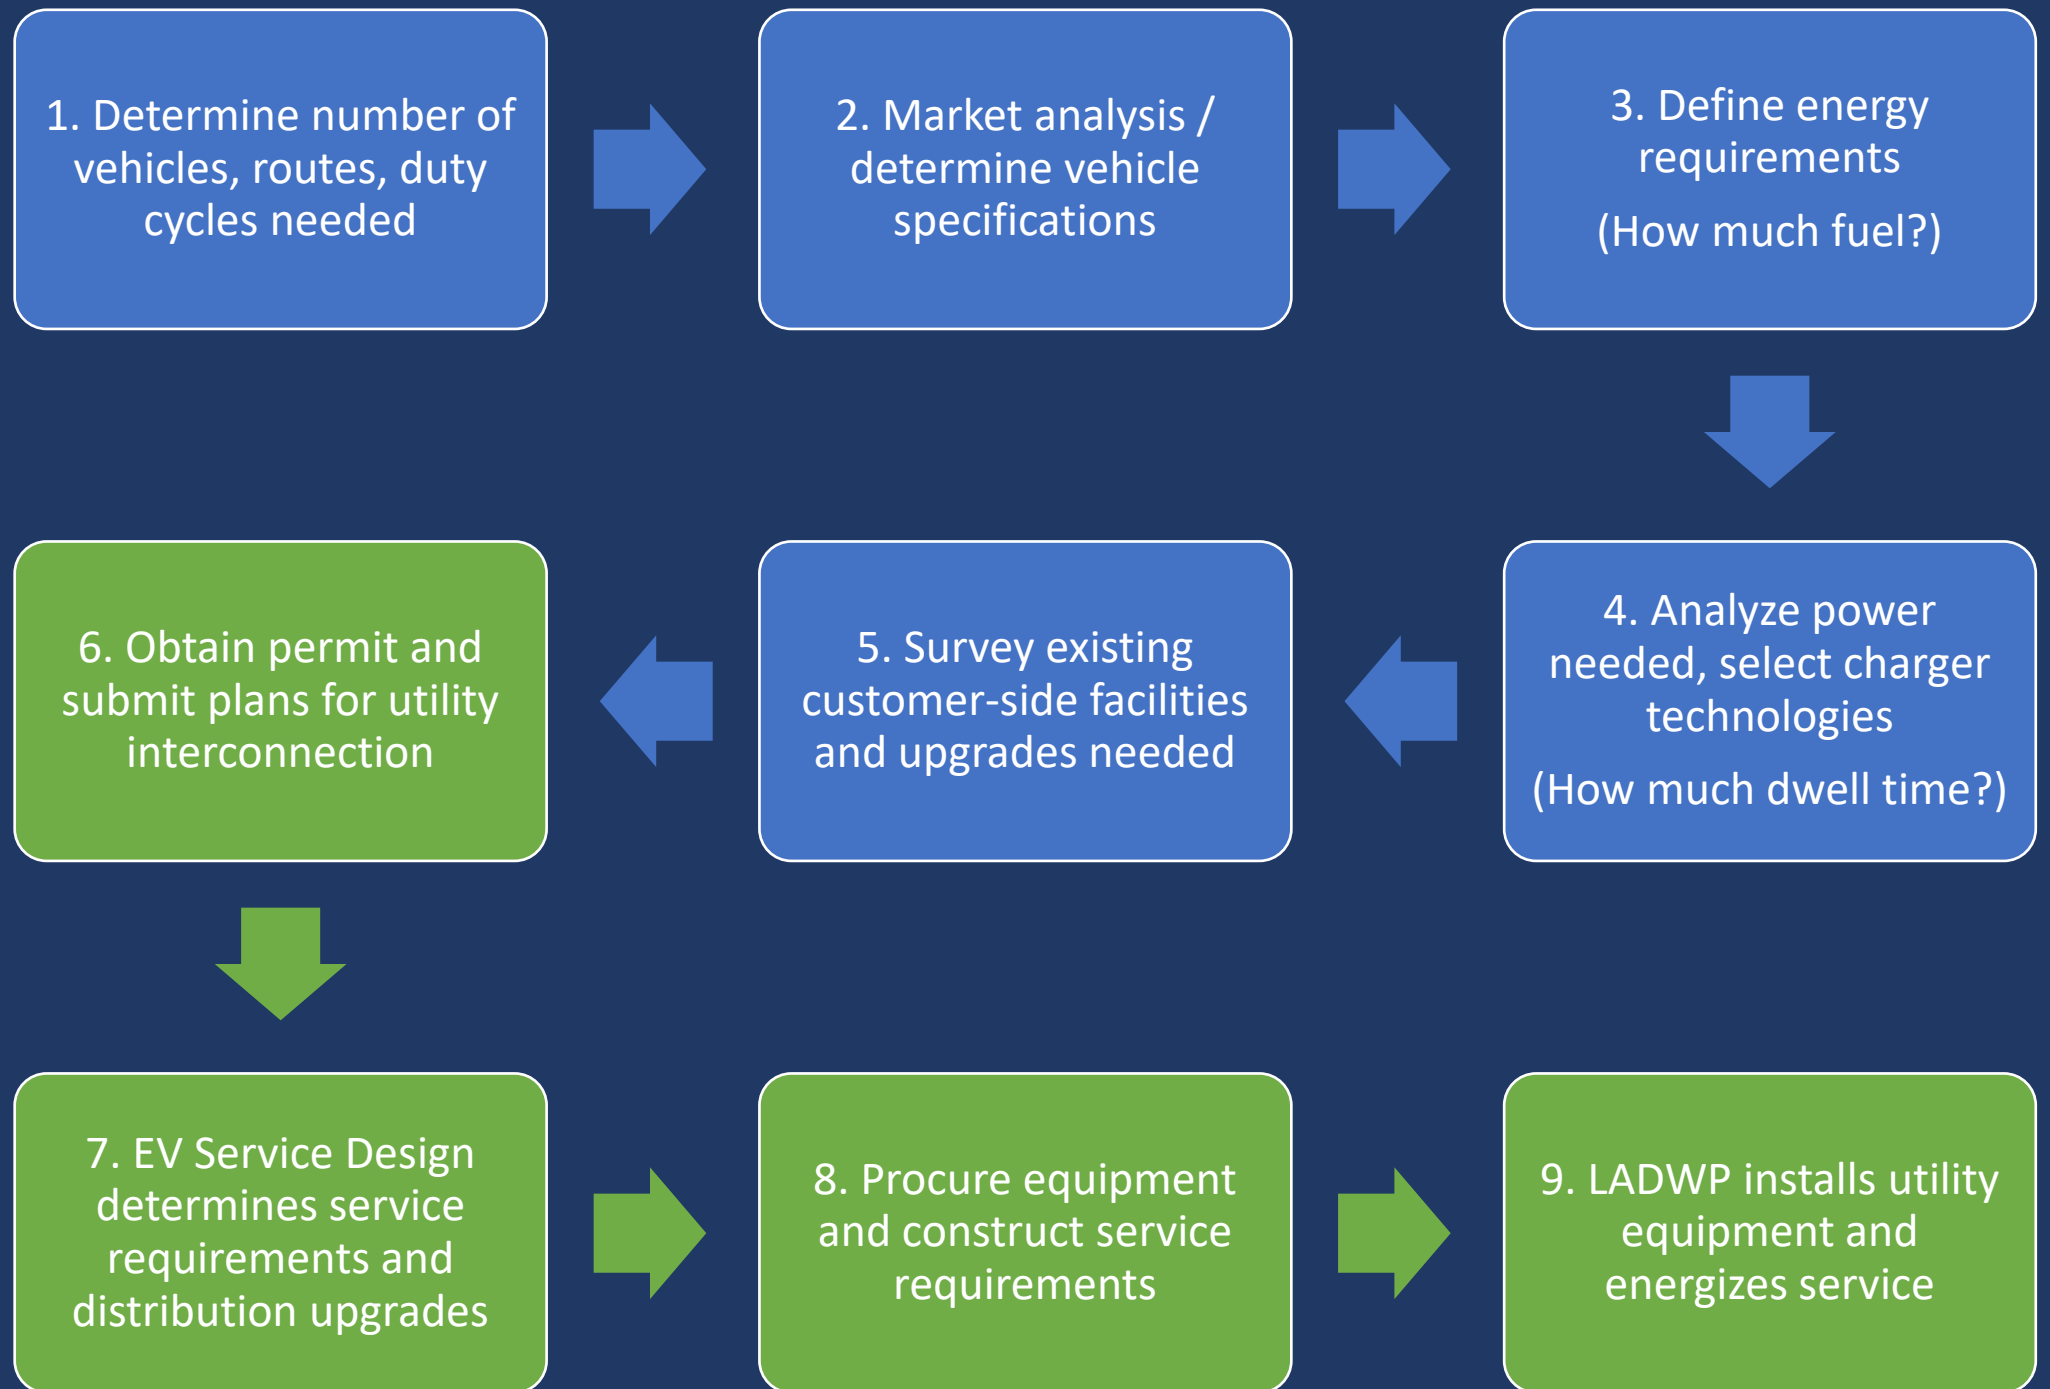 1. Determine number of
vehicles, routes, duty
cycles needed
2. Market analysis /
determine vehicle
specifications
3. Define energy
requirements
(How much fuel?)
4. Analyze power
needed, select charger
technologies
(How much dwell time?)
5. Survey existing
customer-side facilities
and upgrades needed
6. Obtain permit and
submit plans for utility
interconnection
7. EV Service Design
determines service
requirements and
distribution upgrades
8. Procure equipment
and construct service
requirements
9. LADWP installs utility
equipment and
energizes service